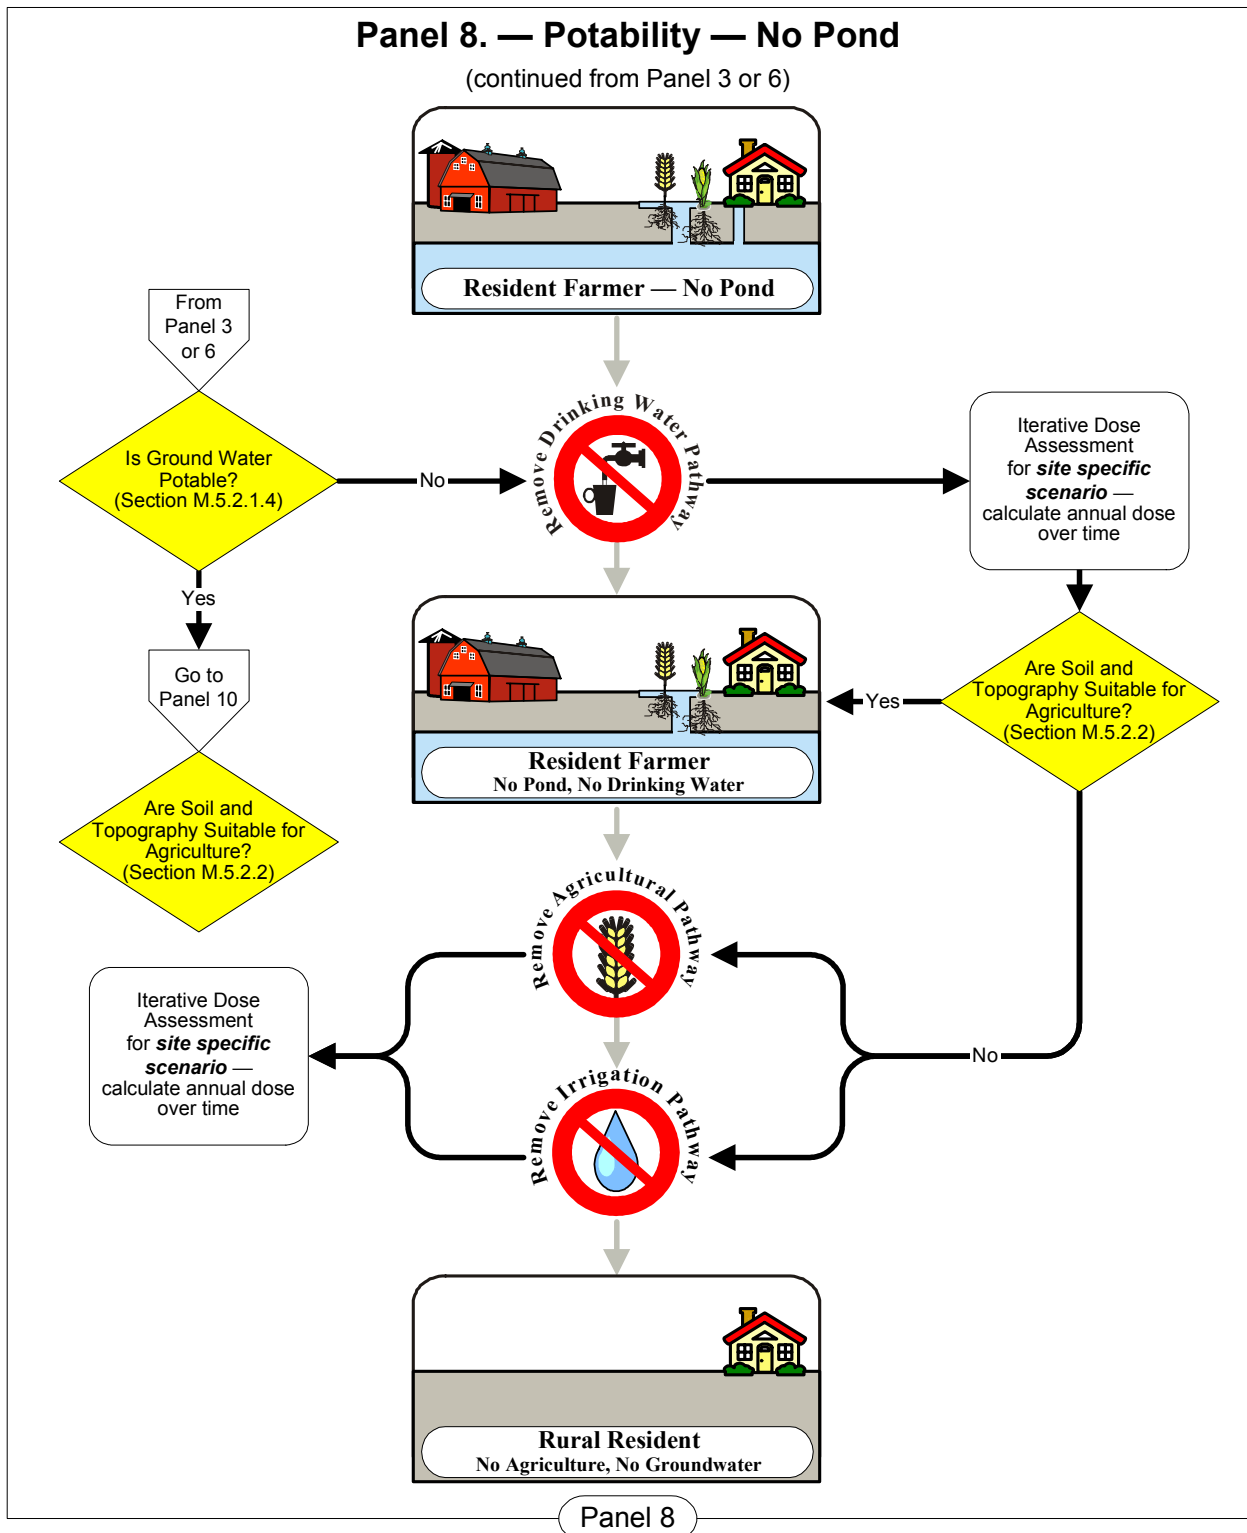 Panel 8. — Potability — No Pond
(continued from Panel 3 or 6)
Resident Farmer — No Pond
From
Panel 3
or 6
Is Ground Water
Potable?
(Section M.5.2.1.4)
No
Remove Drinking Water Pathway
Iterative Dose
Assessment
for site specific
scenario —
calculate annual dose
over time
Yes
Go to
Panel 10
Are Soil and
Topography Suitable for
Agriculture?
(Section M.5.2.2)
Yes
Resident Farmer
No Pond, No Drinking Water
Are Soil and
Topography Suitable for
Agriculture?
(Section M.5.2.2)
Remove Agricultural Pathway
Iterative Dose
Assessment
for site specific
scenario —
calculate annual dose
over time
No
Remove Irrigation Pathway
Rural Resident
No Agriculture, No Groundwater
Panel 8